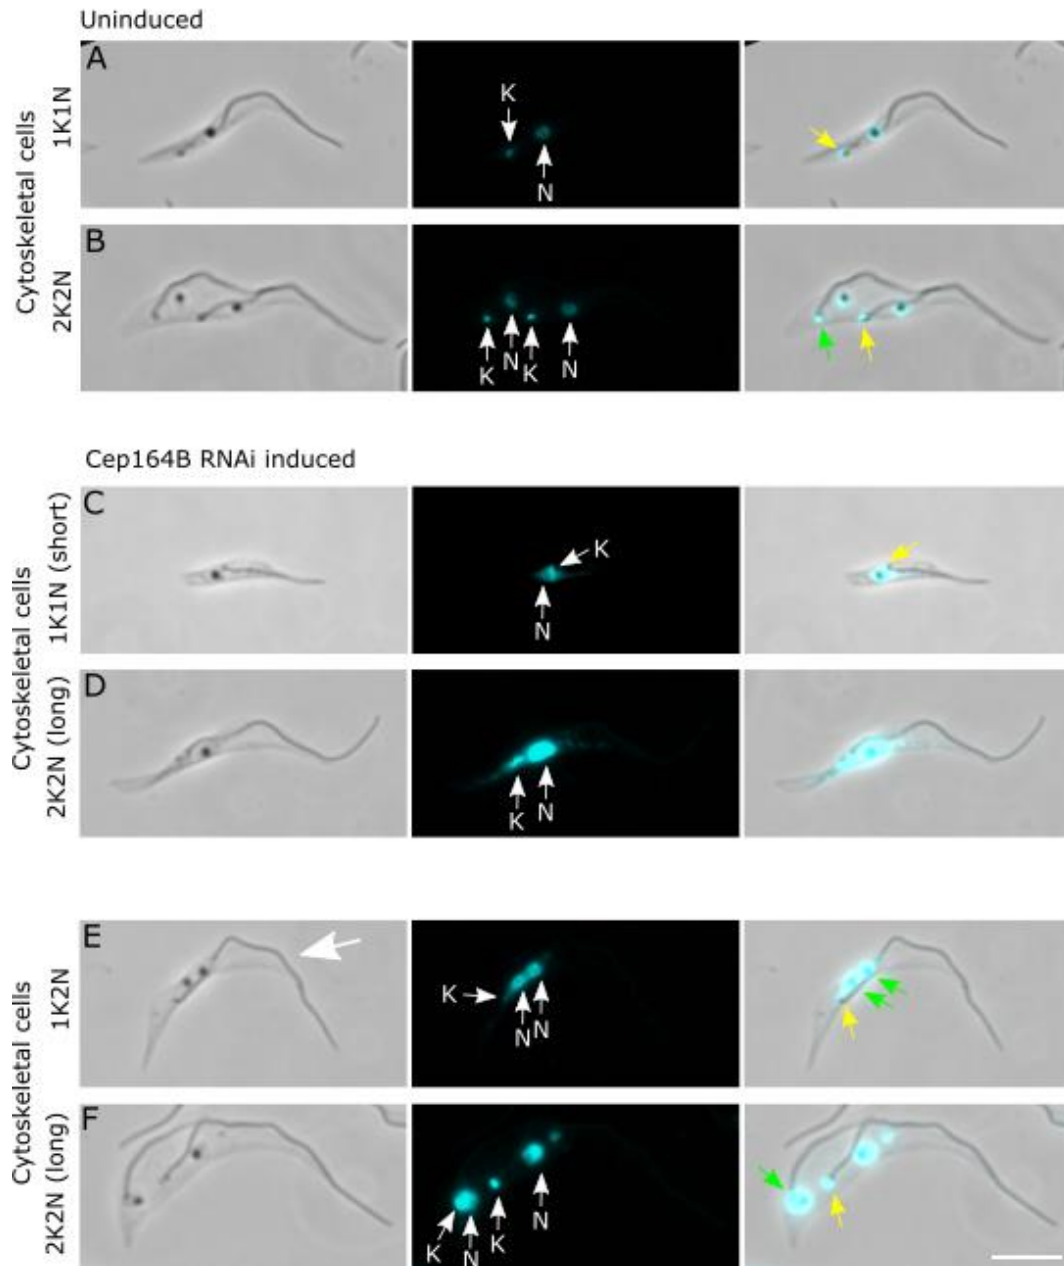 Uninduced
Cytoskeletal cells
1K1N
A
K
N
2K2N
B
K
N
K
N
Cep164B RNAi induced
Cytoskeletal cells
1K1N (short)
C
K
N
2K2N (long)
D
K
N
Cytoskeletal cells
1K2N
E
K
N
N
2K2N (long)
F
K
N
K
N